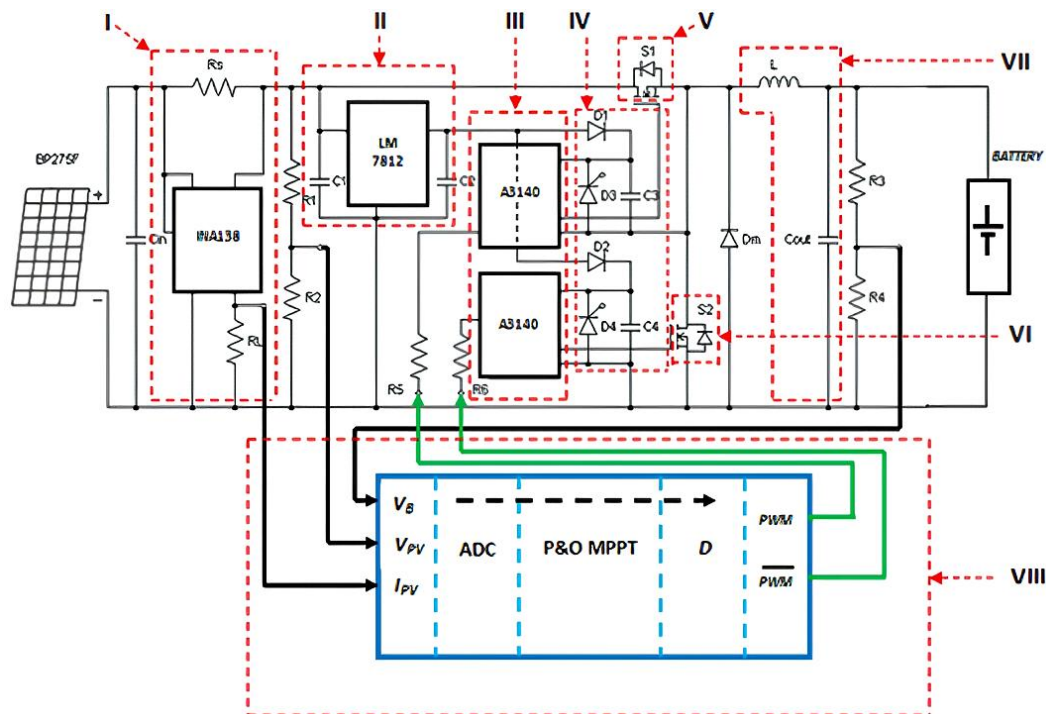 I
II
III
IV
V
VII
Rs
S1
L
D1
LM
7812
BP275F
BATTERY
C1
C2
A3140
D3
C3
R1
R3
INA138
Cin
Dm
Cout
D2
R2
R4
A3140
D4
C4
S2
VI
RL
R5
R6
VB
ADC
P&O MPPT
D
PWM
VPV
VIII
PWM
IPV